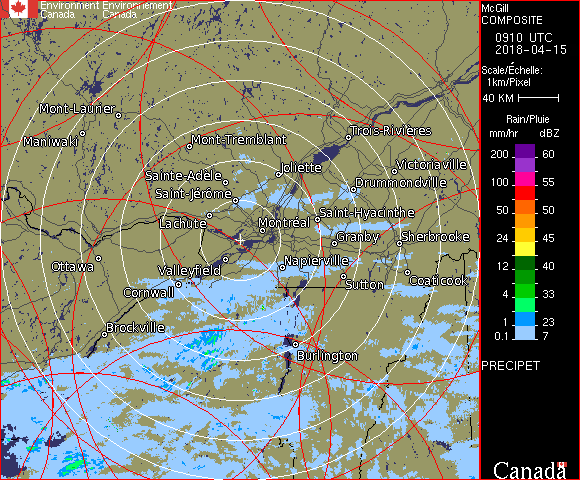 Environment Environnement
Canada Canada
Mont-Laurier
Maniwaki
Mont-Tremblant
Trois-Rivières
Victoriaville
Joliette
Sainte-Adèle
Drummondville
Saint-Jérôme
Saint-Hyacinthe
Lachute
Montréal
Granby
Sherbrooke
Ottawa
Valleyfield
Napierville
Sutton
Coaticook
Cornwall
Brockville
Burlington
McGill
COMPOSITE
0910 UTC
2018-04-15
Scale/Échelle:
1km/Pixel
40 KM
Rain/Pluie
mm/hr dBZ
200 60
100 55
50 50
24 45
12 40
4 33
1 23
0.1 7
PRECIPET
Canada